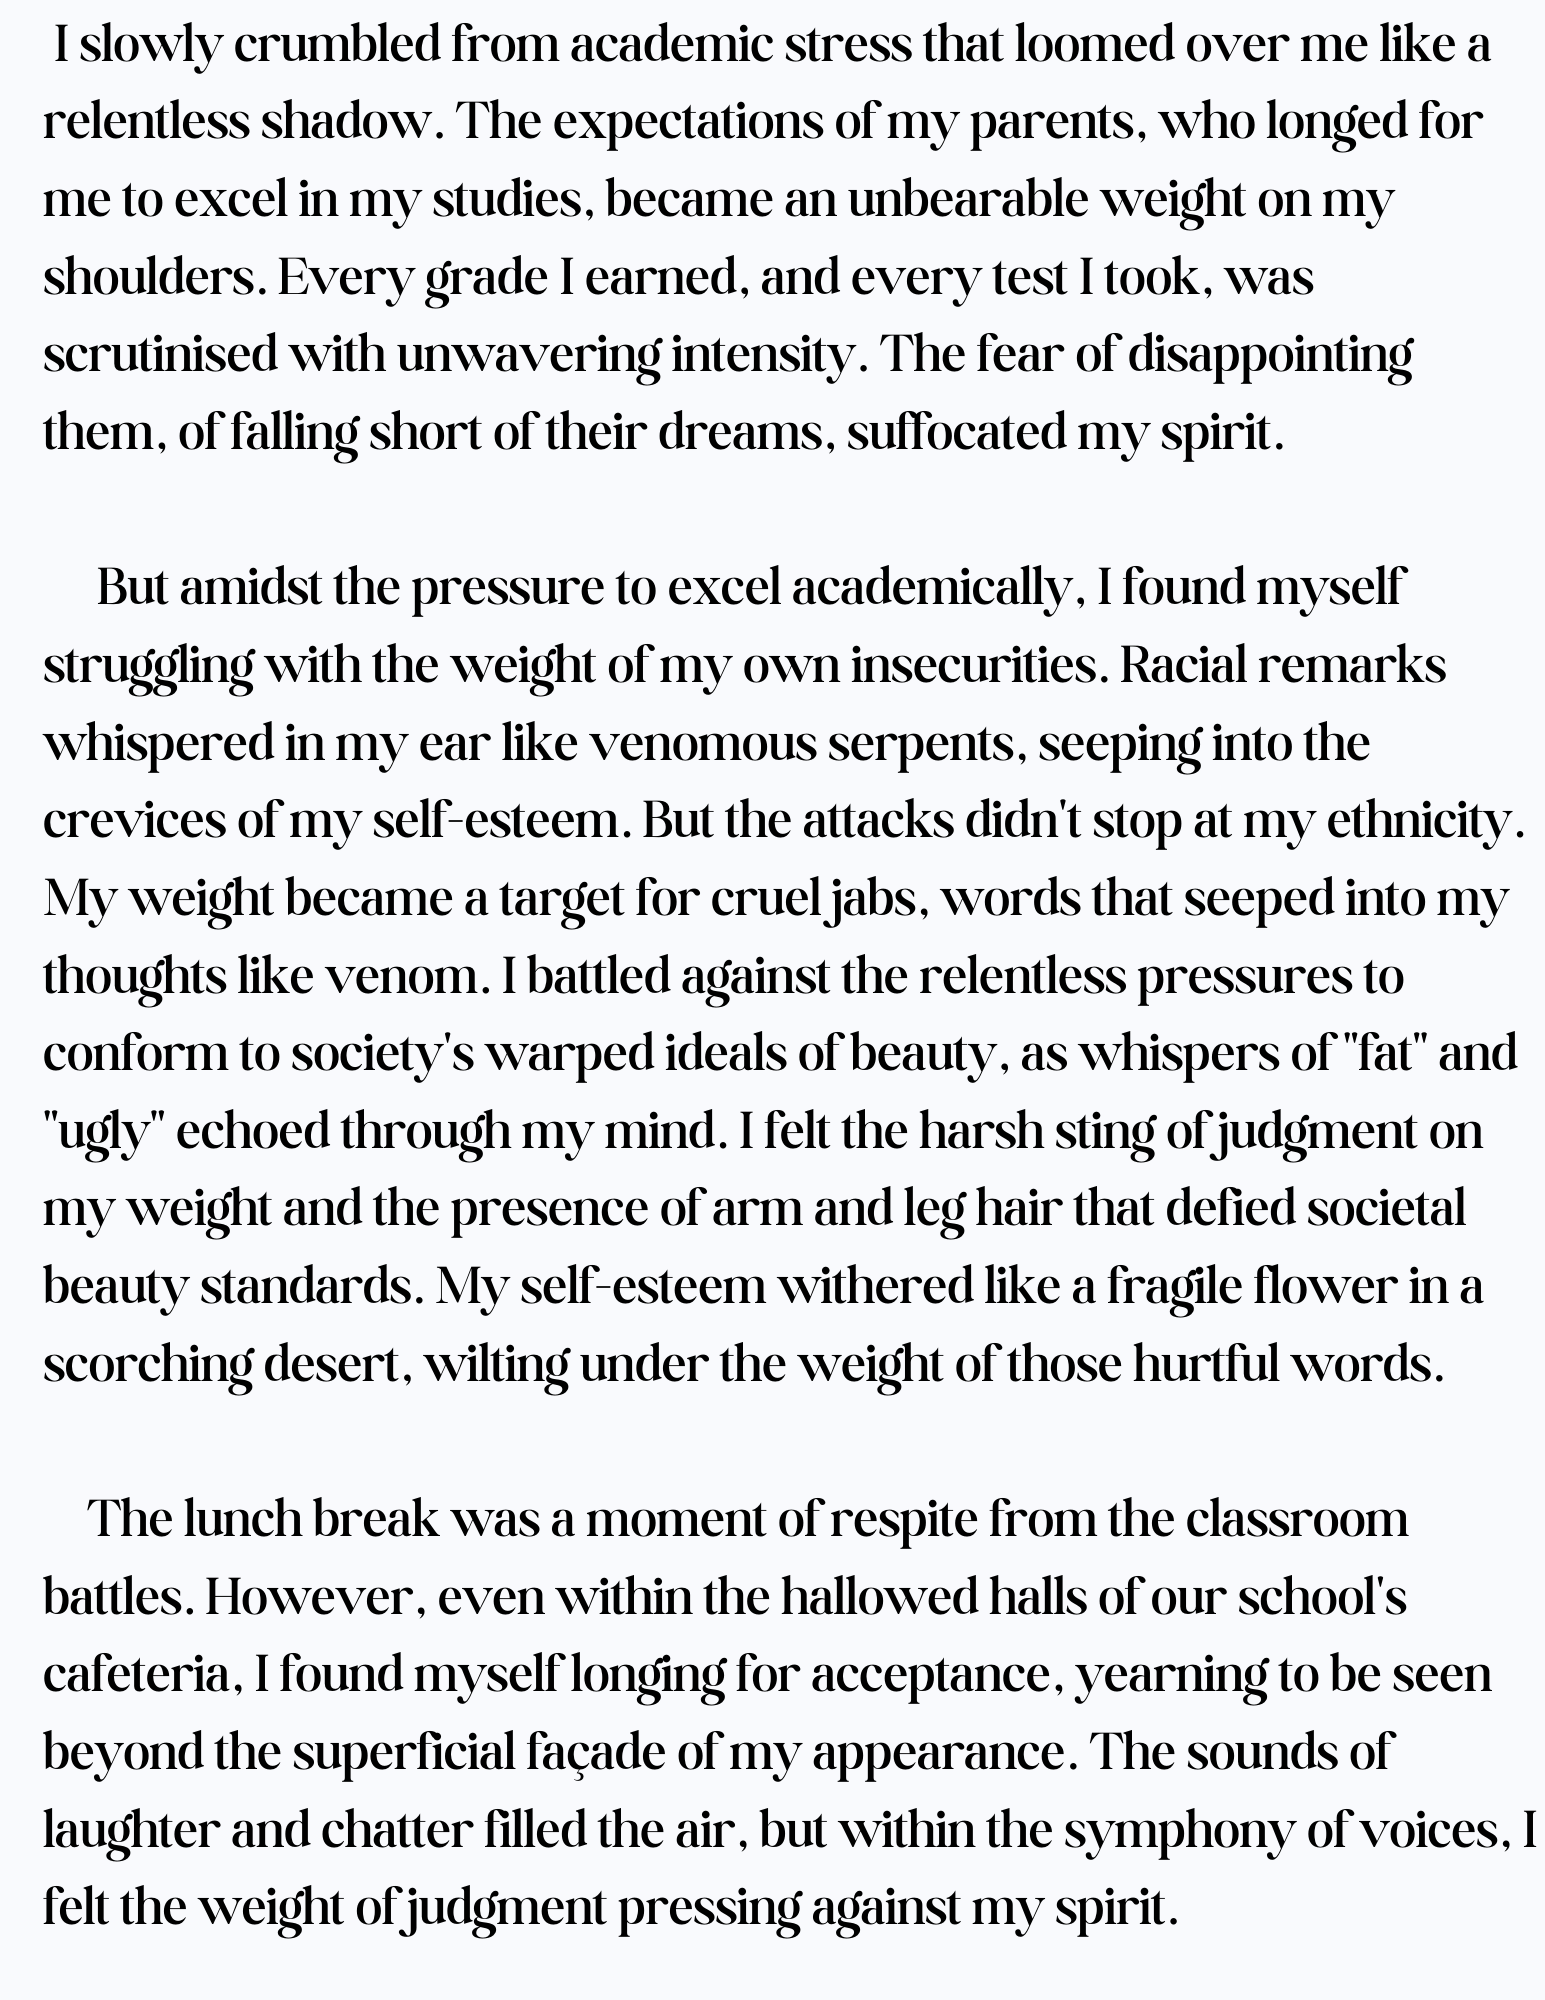 I slowly crumbled from academic stress that loomed over me like a
relentless shadow. The expectations of my parents, who longed for
me to excel in my studies, became an unbearable weight on my
shoulders. Every grade I earned, and every test I took, was
scrutinised with unwavering intensity. The fear of disappointing
them, of falling short of their dreams, suffocated my spirit.
But amidst the pressure to excel academically, I found myself
struggling with the weight of my own insecurities. Racial remarks
whispered in my ear like venomous serpents, seeping into the
crevices of my self-esteem. But the attacks didn't stop at my ethnicity.
My weight became a target for cruel jabs, words that seeped into my
thoughts like venom. I battled against the relentless pressures to
conform to society's warped ideals of beauty, as whispers of "fat" and
"ugly" echoed through my mind. I felt the harsh sting of judgment on
my weight and the presence of arm and leg hair that defied societal
beauty standards. My self-esteem withered like a fragile flower in a
scorching desert, wilting under the weight of those hurtful words.
The lunch break was a moment of respite from the classroom
battles. However, even within the hallowed halls of our school's
cafeteria, I found myself longing for acceptance, yearning to be seen
beyond the superficial façade of my appearance. The sounds of
laughter and chatter filled the air, but within the symphony of voices, I
felt the weight of judgment pressing against my spirit.